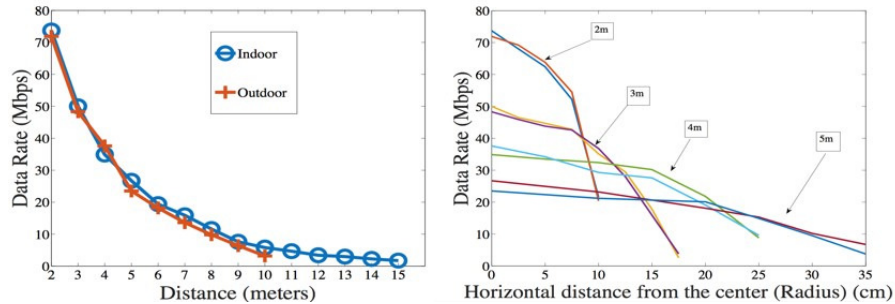 80
70
60
50
40
30
20
10
0
Data Rate (Mbps)
Indoor
Outdoor
2 3 4 5 6 7 8 9 10 11 12 13 14 15
Distance (meters)
80
70
60
50
40
30
20
10
0
Data Rate (Mbps)
2m
3m
4m
5m
0 5 10 15 20 25 30 35
Horizontal distance from the center (Radius) (cm)